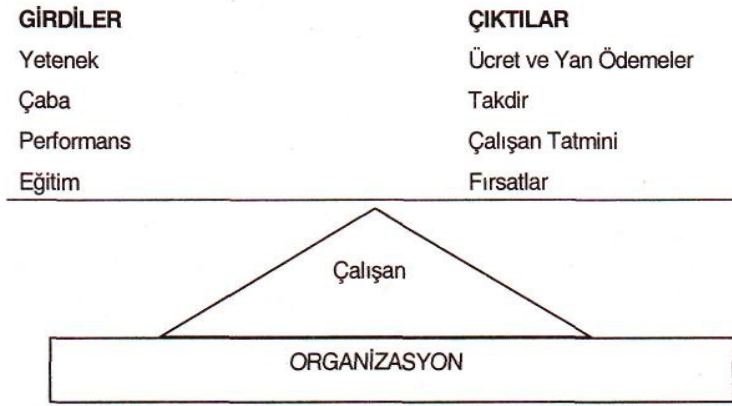 GİRDİLER ÇIKTILAR
Yetenek Ücret ve Yan Ödemeler
Çaba Takdir
Performans Çalışan Tatmini
Eğitim Fırsatlar
Çalışan
ORGANİZASYON